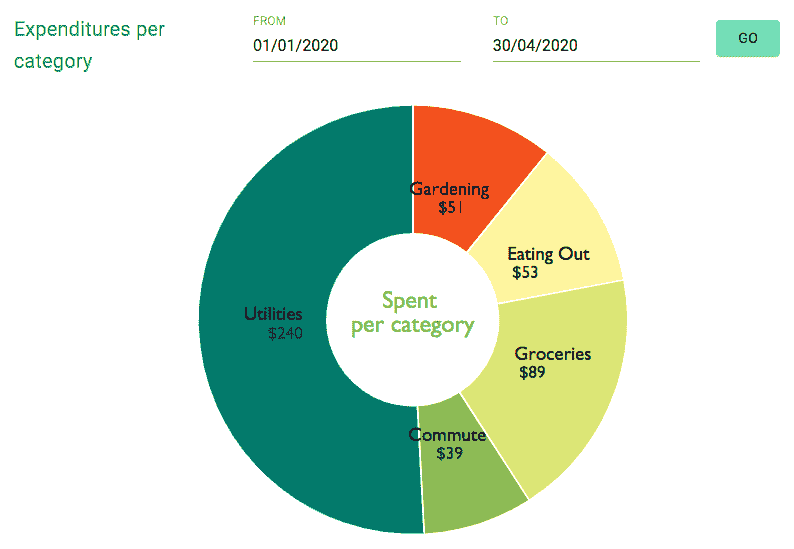 Expenditures per
category
FROM
01/01/2020
TO
30/04/2020
GO
Gardening
$51
Eating Out
$53
Utilities
$240
Spent
per category
Groceries
$89
Commute
$39